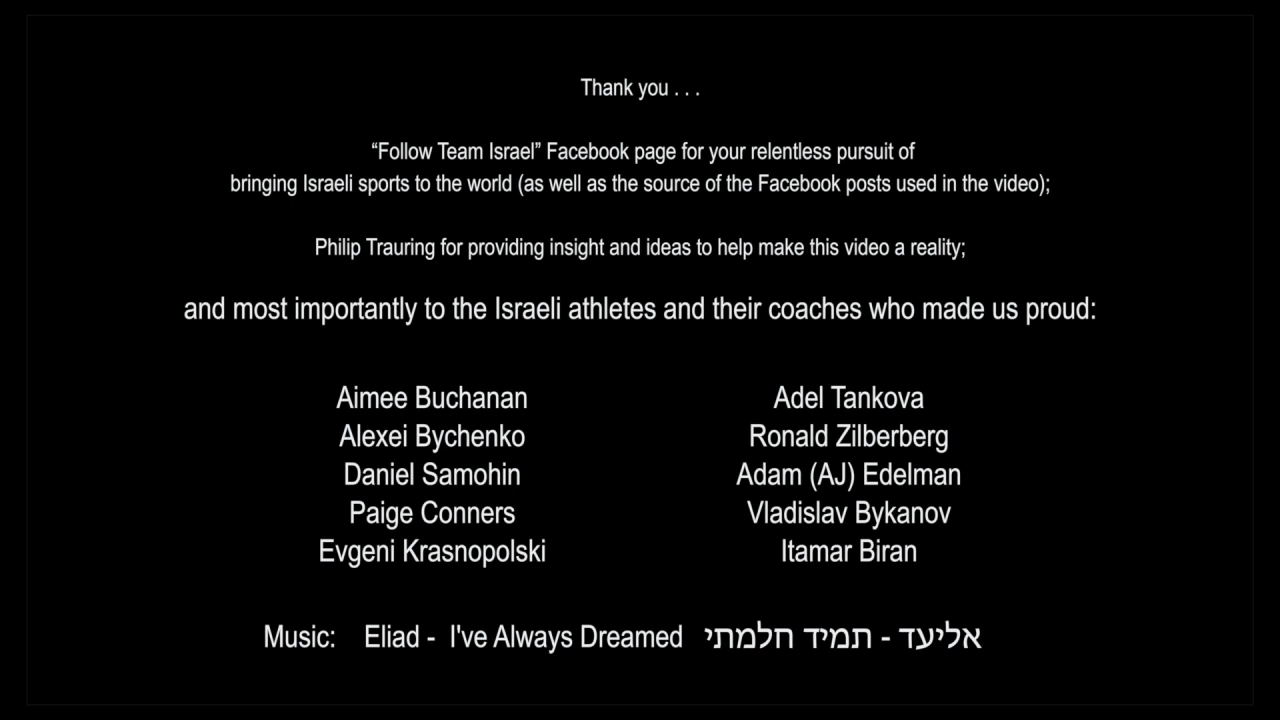 Thank you . . .
“Follow Team Israel” Facebook page for your relentless pursuit of
bringing Israeli sports to the world (as well as the source of the Facebook posts used in the video);
Philip Trauring for providing insight and ideas to help make this video a reality;
and most importantly to the Israeli athletes and their coaches who made us proud:
Aimee Buchanan
Alexei Bychenko
Daniel Samohin
Paige Conners
Evgeni Krasnopolski
Adel Tankova
Ronald Zilberberg
Adam (AJ) Edelman
Vladislav Bykanov
Itamar Biran
Music: Eliad - I've Always Dreamed אליעד - תמיד חלמתי